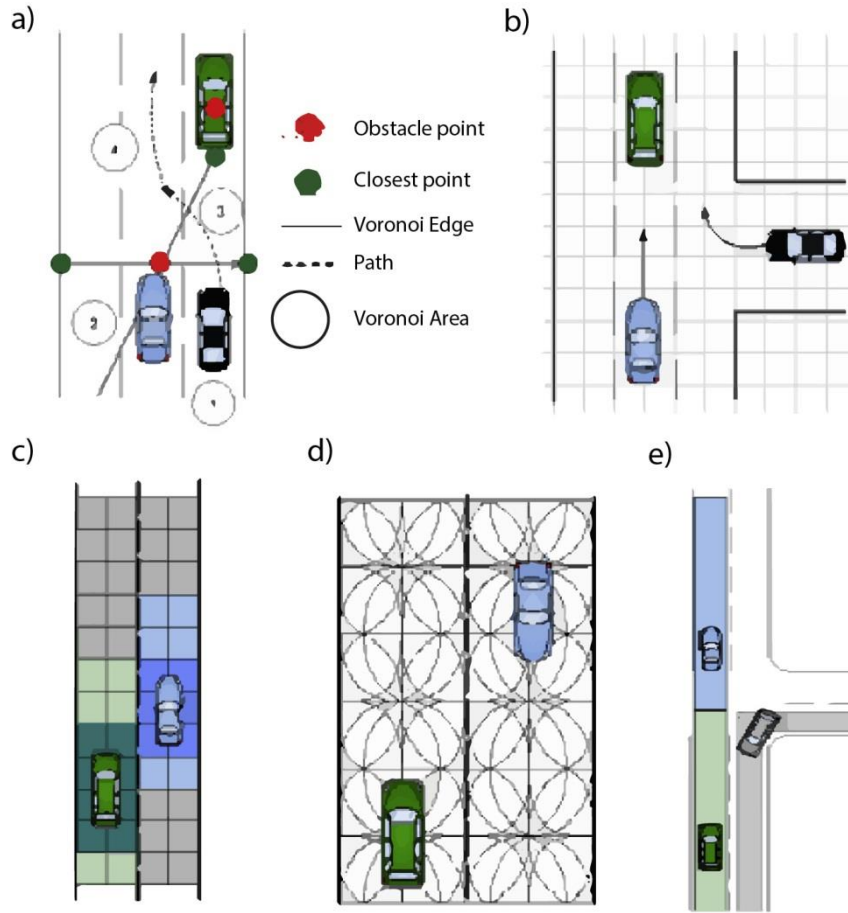 a)
b)
Obstacle point
Closest point
Voronoi Edge
Path
Voronoi Area
3
2
c)
d)
e)